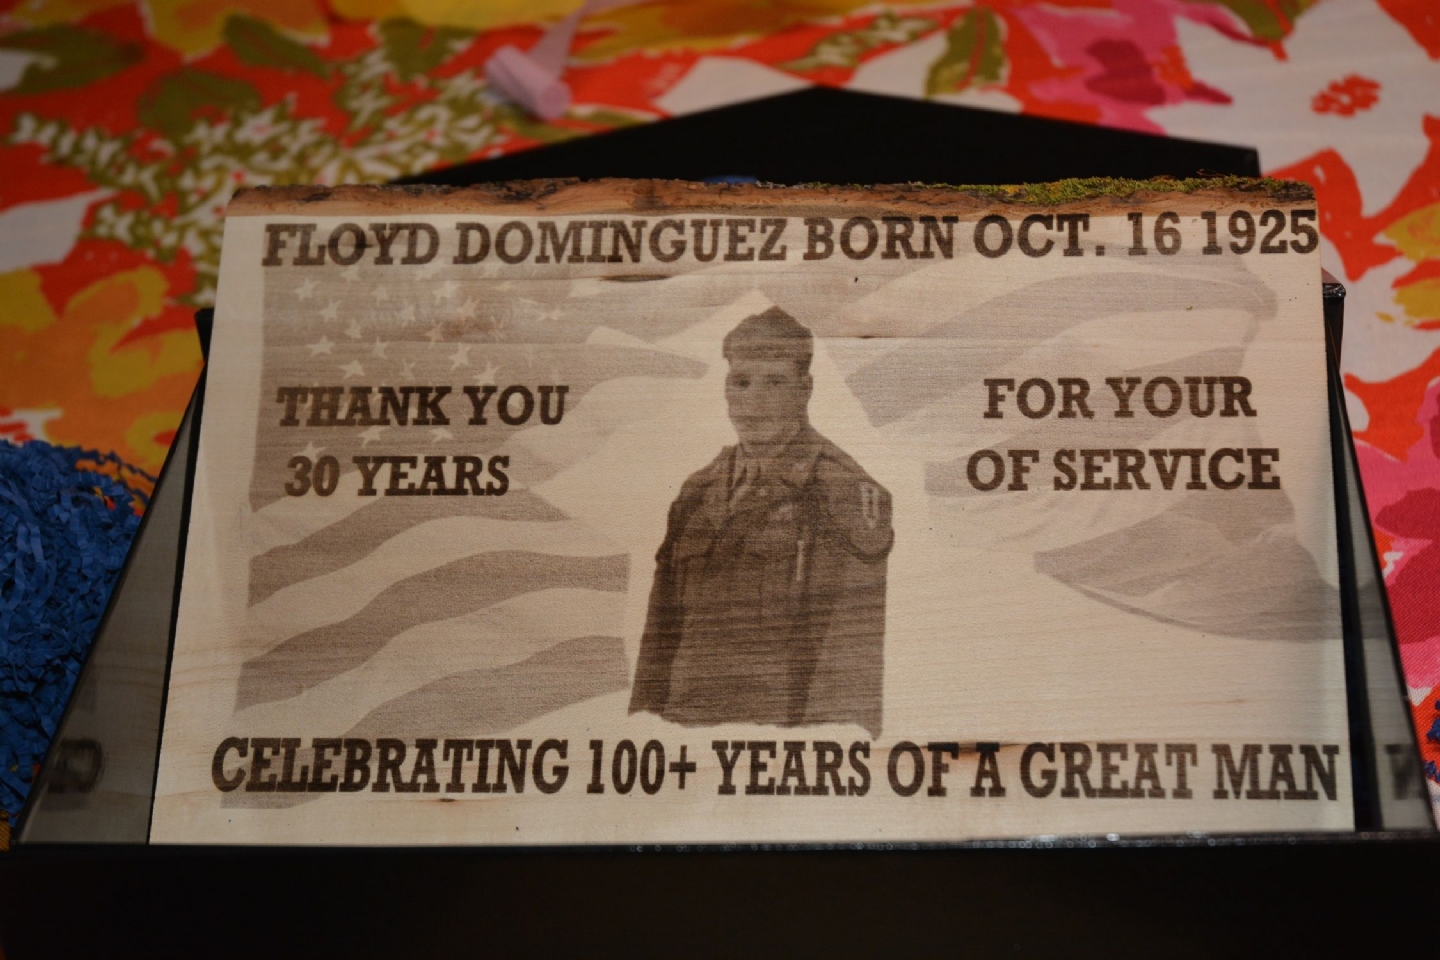 FLOYD DOMINGUEZ BORN OCT. 16 1925
THANK YOU FOR YOUR
30 YEARS OF SERVICE
CELEBRATING 100+ YEARS OF A GREAT MAN